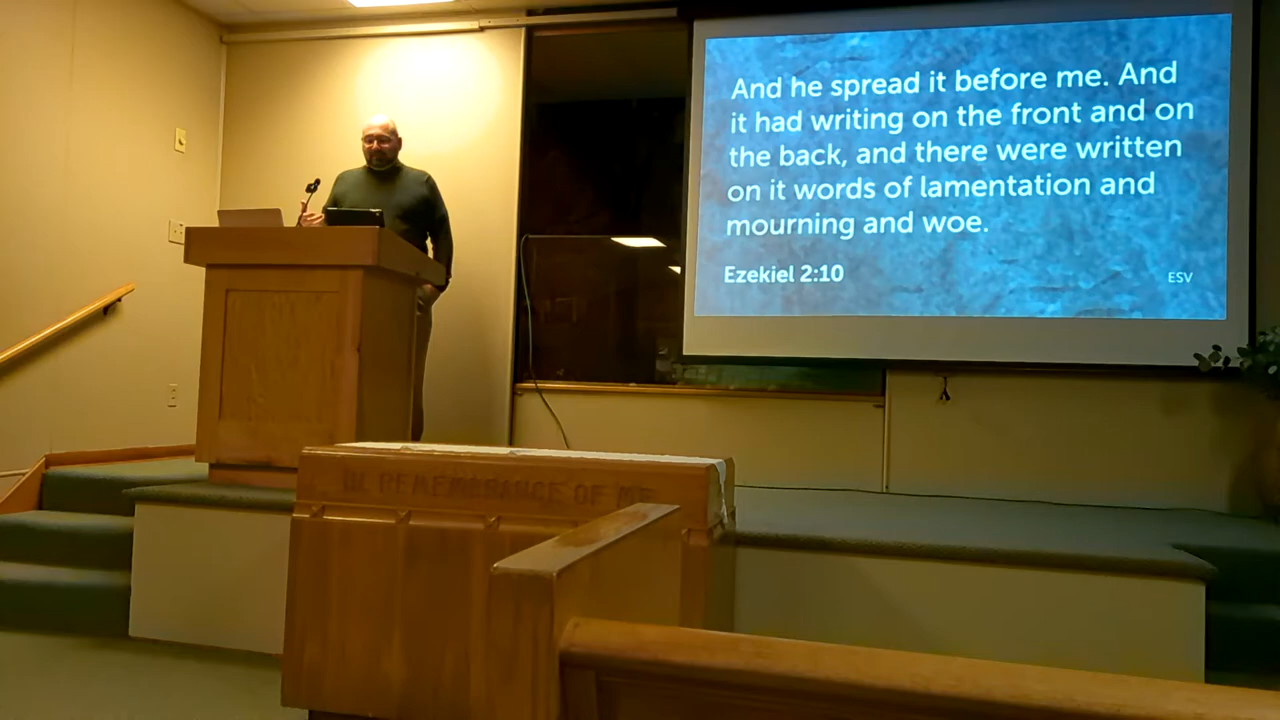 And he spread it before me. And
it had writing on the front and on
the back, and there were written
on it words of lamentation and
mourning and woe.
Ezekiel 2:10
ESV
IN REMEMBRANCE OF ME